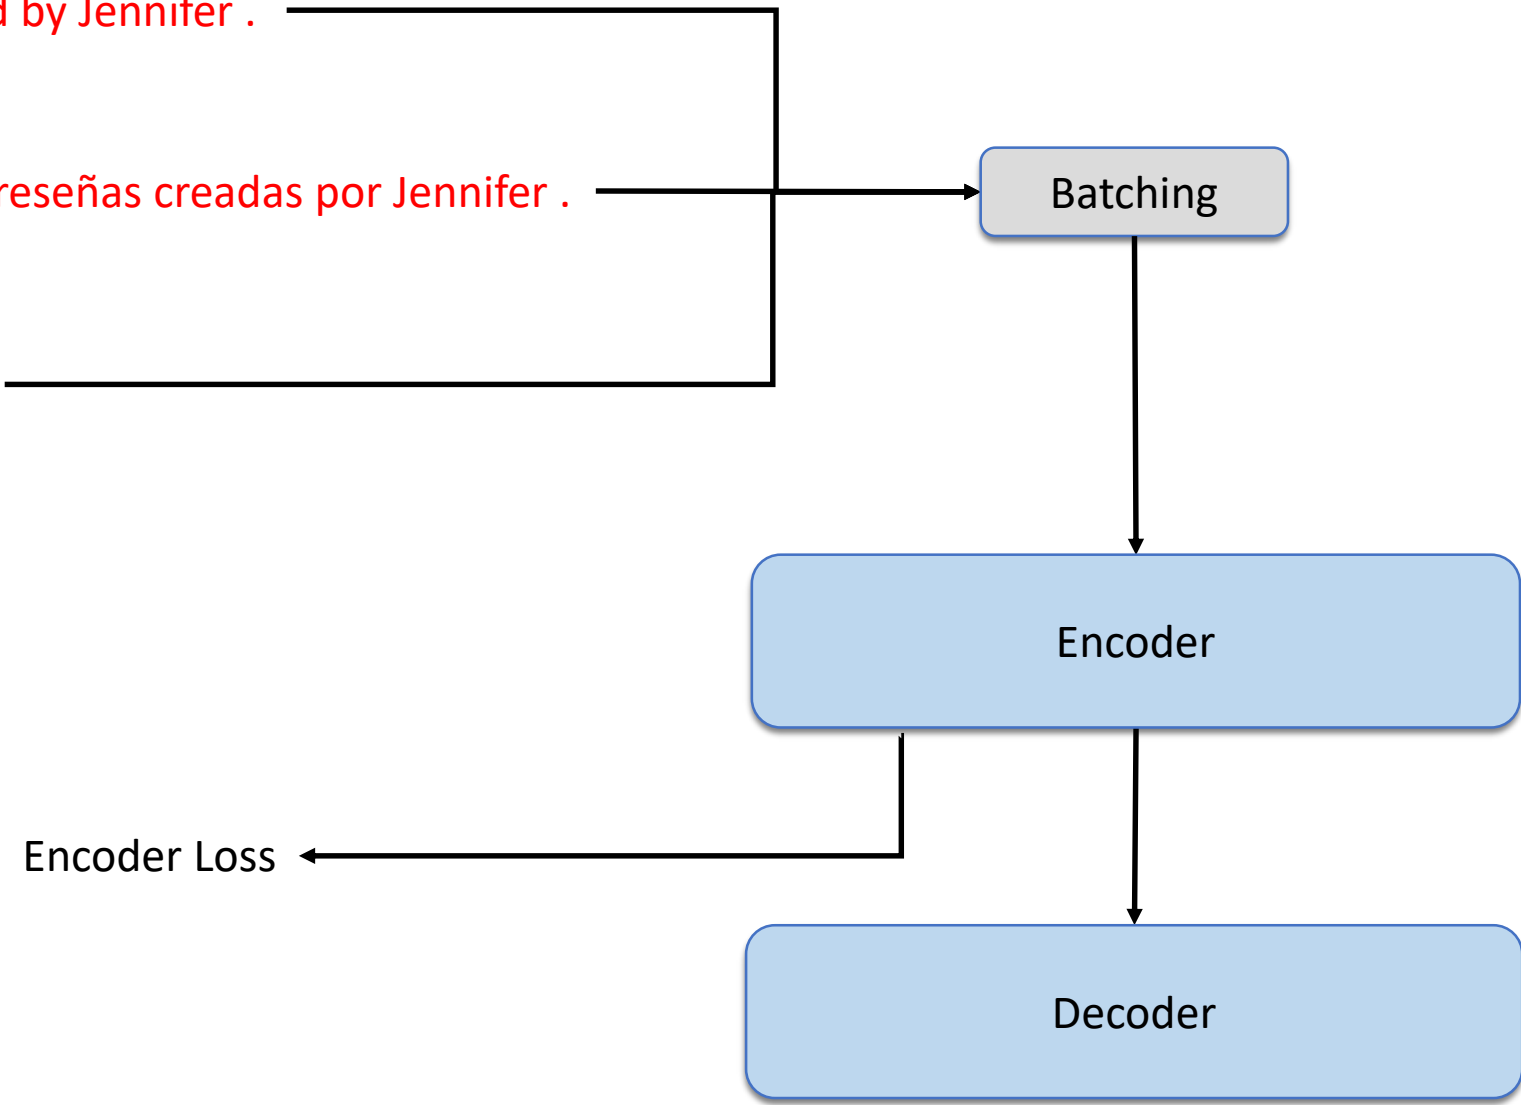 by Jennifer .
reseñas creadas por Jennifer .
Batching
Encoder
Encoder Loss
Decoder